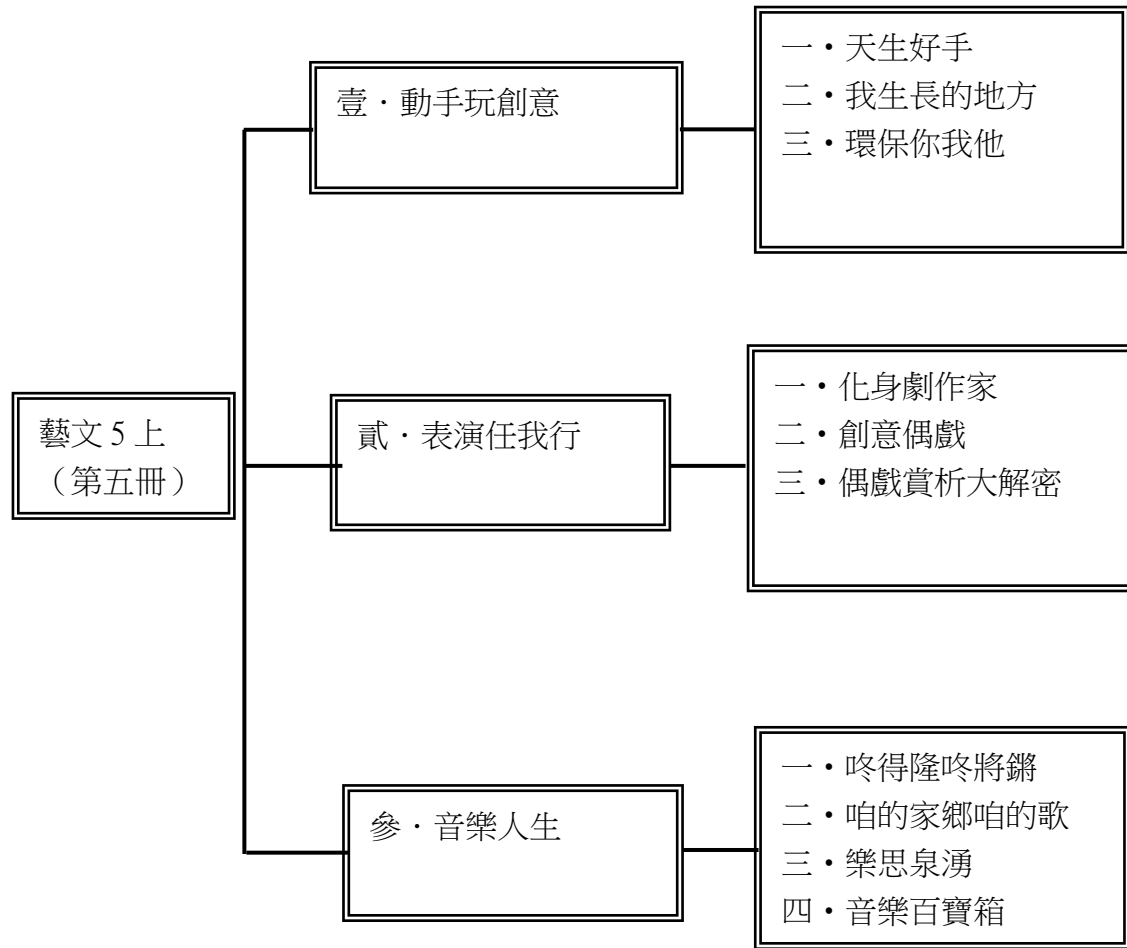 藝文 5 上
（第五冊）
壹．動手玩創意
一・天生好手
二・我生長的地方
三・環保你我他
貳．表演任我行
一・化身劇作家
二・創意偶戲
三・偶戲賞析大解密
參．音樂人生
一・咚得隆咚將鏘
二・咱的家鄉咱的歌
三・樂思泉湧
四・音樂百寶箱